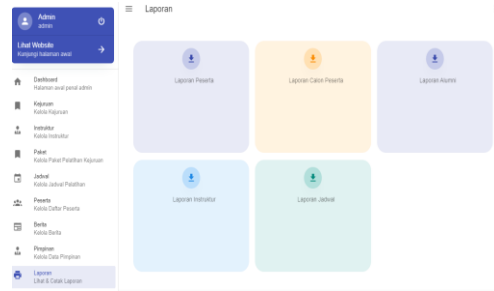 Admin
admin
Lihat Website
Kunjungi halaman awal
Dashboard
Halaman awal panel admin
Kejuruan
Kelola Kejuruan
Instruktur
Kelola Instruktur
Paket
Kelola Paket Pelatihan Kejuruan
Jadwal
Kelola Jadwal Pelatihan
Peserta
Kelola Daftar Peserta
Berita
Kelola Berita
Pimpinan
Kelola Data Pimpinan
Laporan
Lihat & Cetak Laporan
Laporan
Laporan Peserta
Laporan Calon Peserta
Laporan Alumni
Laporan Instruktur
Laporan Jadwal